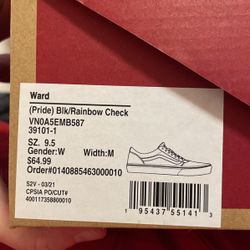 Ward
(Pride) Blk/Rainbow Check
VN0A5EMB587
39101-1
SZ. 9.5
Gender:W Width:M
$64.99
Order#0140885463000010
S2V - 03/21
CPSIA PO/CUT#
400117358800010
1 95437 55141 3